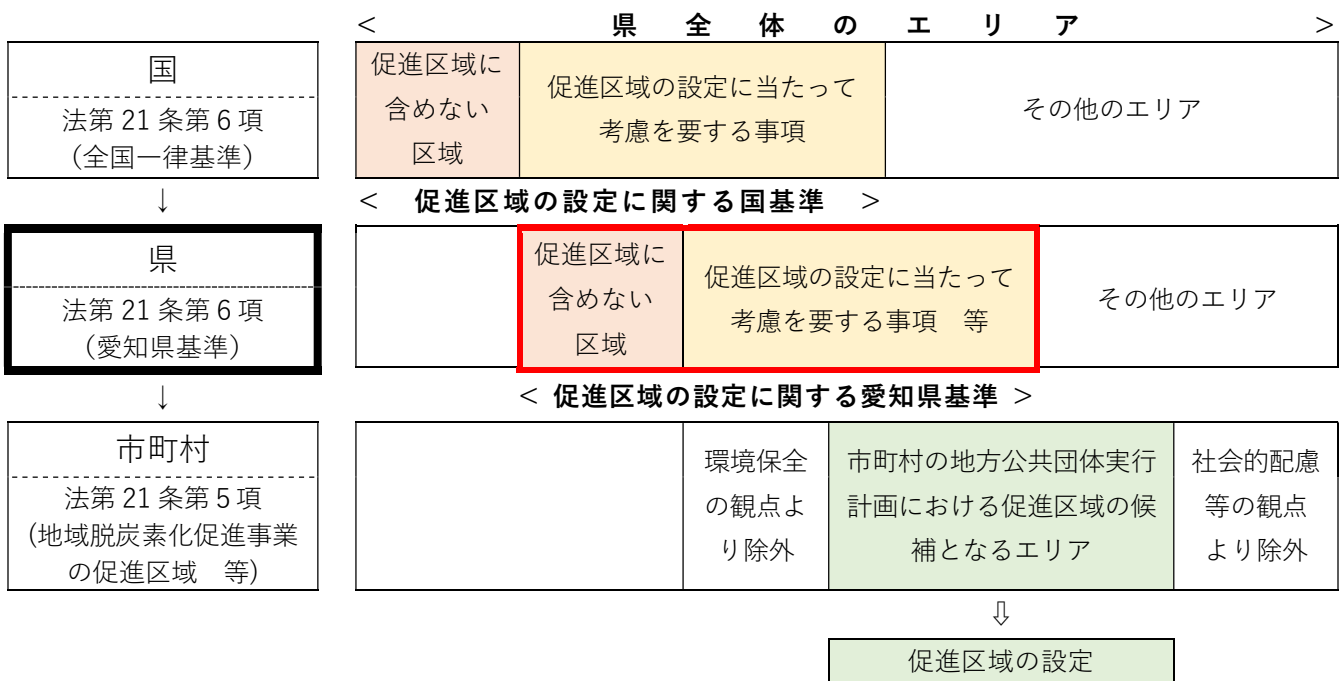 < 県全体のエリア >
国
法第 21 条第６項
（全国一律基準）
促進区域に
含めない
区域
促進区域の設定に当たって
考慮を要する事項
その他のエリア
↓
< 促進区域の設定に関する国基準 >
県
法第 21 条第６項
（愛知県基準）
促進区域に
含めない
区域
促進区域の設定に当たって
考慮を要する事項　等
その他のエリア
↓
< 促進区域の設定に関する愛知県基準 >
市町村
法第 21 条第５項
(地域脱炭素化促進事業
の促進区域　等)
環境保全
の観点よ
り除外
市町村の地方公共団体実行
計画における促進区域の候
補となるエリア
社会的配慮
等の観点
より除外
⇩
促進区域の設定